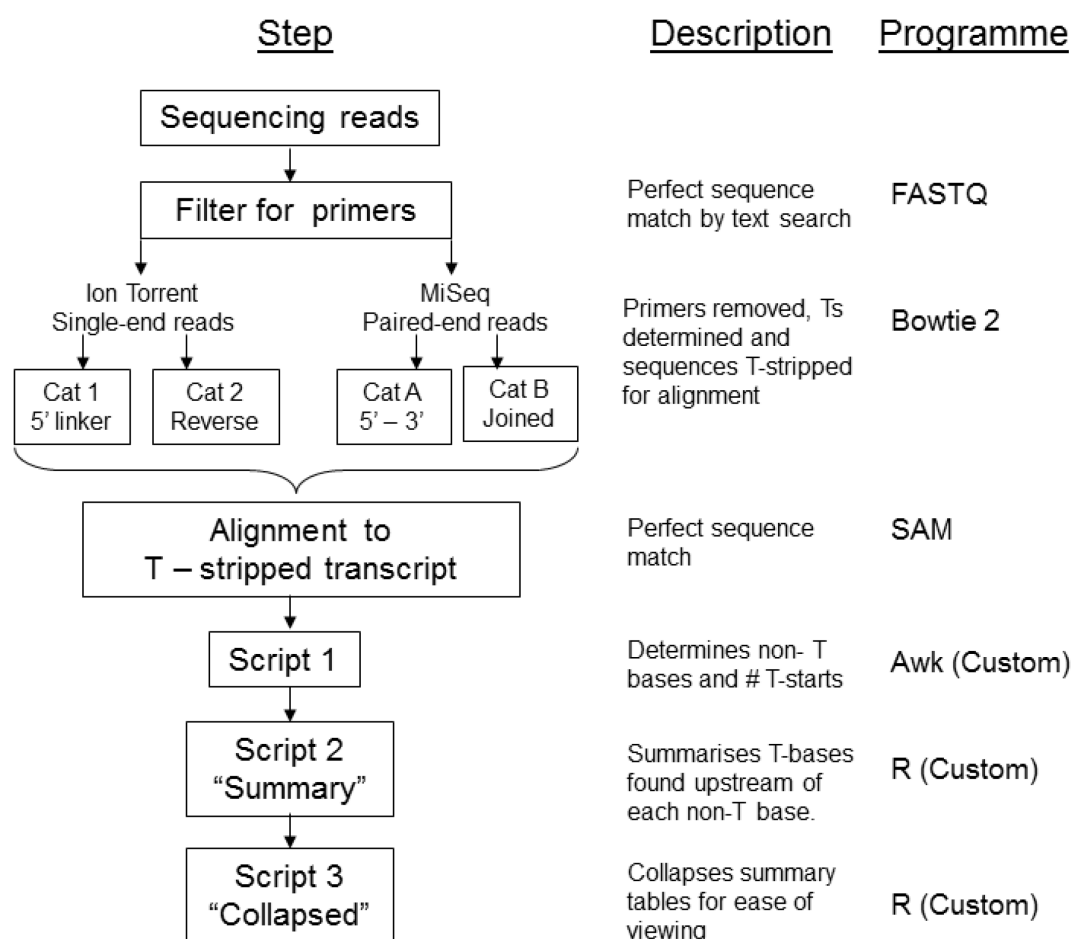 Step Description Programme
Sequencing reads
Filter for primers
Perfect sequence
match by text search
FASTQ
Ion Torrent
Single-end reads
MiSeq
Paired-end reads
Primers removed, Ts
determined and
sequences T-stripped
for alignment
Bowtie 2
Cat 1
5’ linker
Cat 2
Reverse
Cat A
5’ – 3’
Cat B
Joined
Alignment to
T – stripped transcript
Perfect sequence
match
SAM
Script 1
Determines non- T
bases and # T-starts
Awk (Custom)
Script 2
“Summary”
Summarises T-bases
found upstream of
each non-T base.
R (Custom)
Script 3
“Collapsed”
Collapses summary
tables for ease of
viewing
R (Custom)